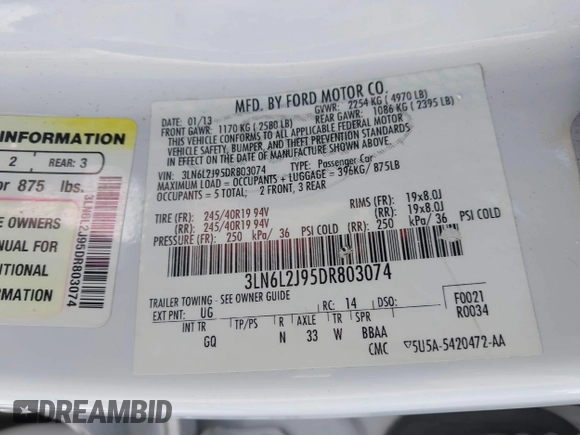 MFD. BY FORD MOTOR CO.
DATE: 01/13 GVWR: 2254 KG ( 4970 LB)
FRONT GAWR: 1170 KG ( 2580 LB) REAR GAWR: 1086 KG ( 2395 LB)
THIS VEHICLE CONFORMS TO ALL APPLICABLE FEDERAL MOTOR
VEHICLE SAFETY, BUMPER, AND THEFT PREVENTION STANDARDS
IN EFFECT ON THE DATE OF MANUFACTURE SHOWN ABOVE.
VIN: 3LN6L2J95DR803074 TYPE: Passenger Car
MAXIMUM LOAD = OCCUPANTS + LUGGAGE = 396KG/ 875LB
OCCUPANTS = 5 TOTAL; 2 FRONT, 3 REAR
TIRE (FR): 245/40R19 94V RIMS (FR): 19x8.0J
(RR): 245/40R19 94V (RR): 19x8.0J
PRESSURE (FR): 250 kPa/ 36 PSI COLD (RR): 250 kPa/ 36 PSI COLD
3LN6L2J95DR803074
TRAILER TOWING - SEE OWNER GUIDE
EXT PNT: UG RC: 14 DSO:
F0021
R0034
INT TR TP/PS R AXLE TR SPR
GQ N 33 W BBAA
CMC ▽5U5A-5420472-AA
INFORMATION
2 REAR: 3
or 875 lbs.
E OWNERS
NUAL FOR
ITIONAL
RMATION
3LN6L2J95DR803074
DREAMBID